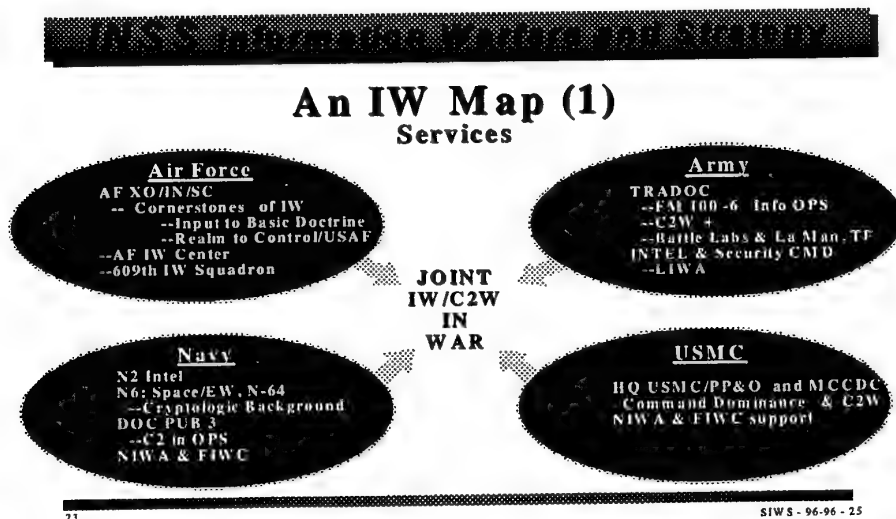 INSS Information Warfare and Strategy
An IW Map (1)
Services
Air Force
AF XO/IN/SC
-- Cornerstones of IW
--Input to Basic Doctrine
--Realm to Control/USAF
--AF IW Center
--609th IW Squadron
Army
TRADOC
--FM 100 -6 Info OPS
--C2W +
--Battle Labs & La Man, TF
INTEL & Security CMD
--LIWA
JOINT
IW/C2W
IN
WAR
Navy
N2 Intel
N6: Space/EW, N-64
--Cryptologic Background
DOC PUB 3
--C2 in OPS
NIWA & FIWC
USMC
HQ USMC/PP&O and MCCDC
Command Dominance & C2W
NIWA & FIWC support
SIWS - 96-96 - 25